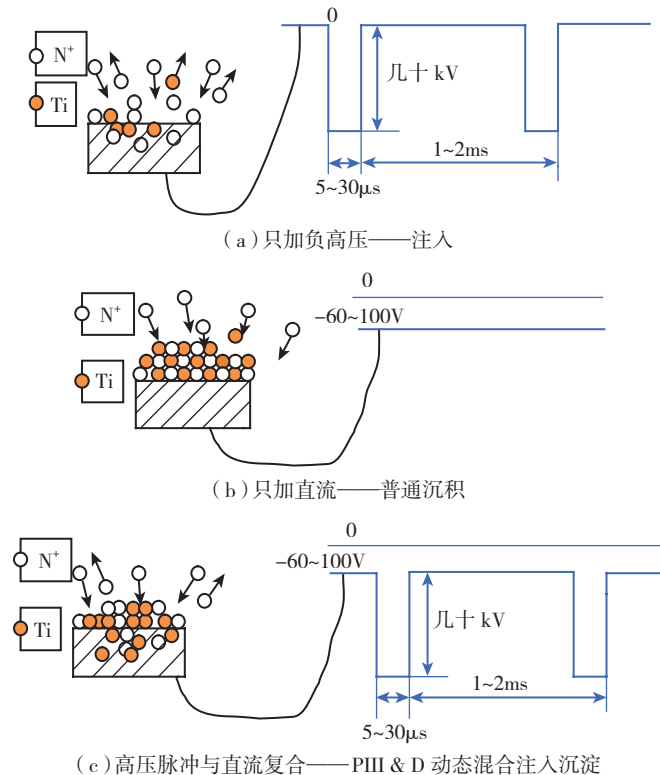 N⁺
Ti
0
几十 kV
1~2ms
5~30μs
（a）只加负高压——注入
N⁺
Ti
0
-60~100V
（b）只加直流——普通沉积
N⁺
Ti
0
-60~100V
几十 kV
1~2ms
5~30μs
（c）高压脉冲与直流复合——PIII & D 动态混合注入沉淀